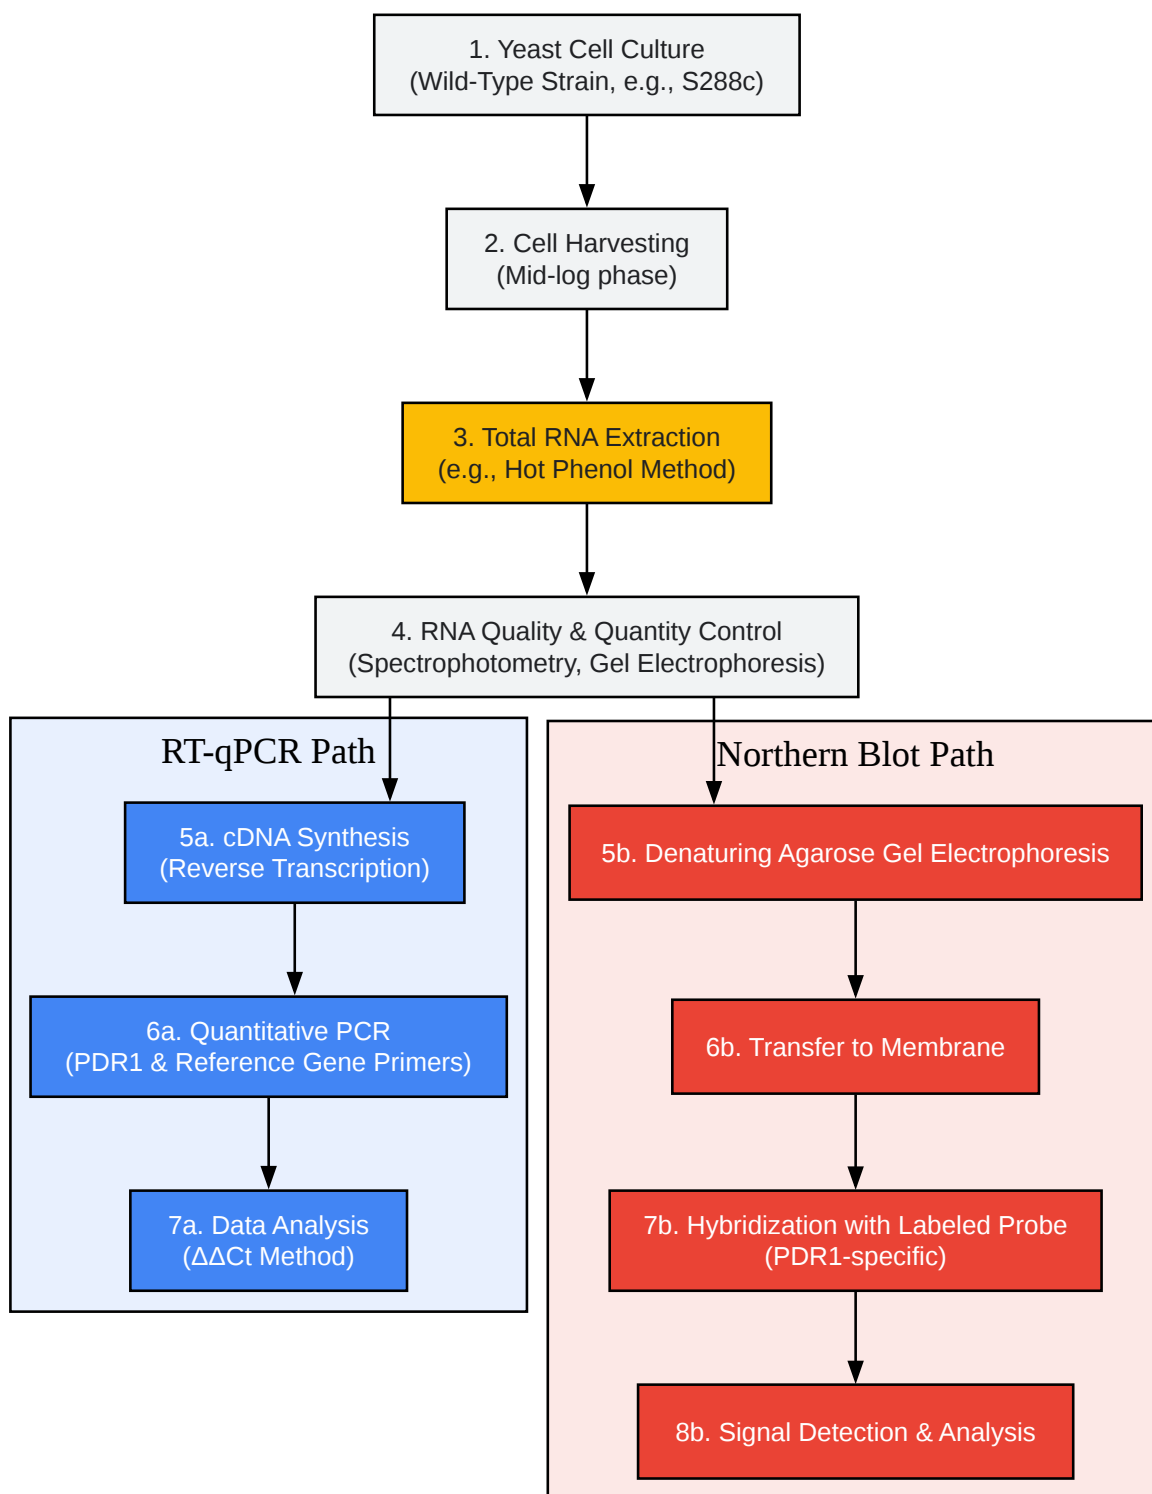 1. Yeast Cell Culture
(Wild-Type Strain, e.g., S288c)
2. Cell Harvesting
(Mid-log phase)
3. Total RNA Extraction
(e.g., Hot Phenol Method)
4. RNA Quality & Quantity Control
(Spectrophotometry, Gel Electrophoresis)
RT-qPCR Path
5a. cDNA Synthesis
(Reverse Transcription)
6a. Quantitative PCR
(PDR1 & Reference Gene Primers)
7a. Data Analysis
(ΔΔCt Method)
Northern Blot Path
5b. Denaturing Agarose Gel Electrophoresis
6b. Transfer to Membrane
7b. Hybridization with Labeled Probe
(PDR1-specific)
8b. Signal Detection & Analysis